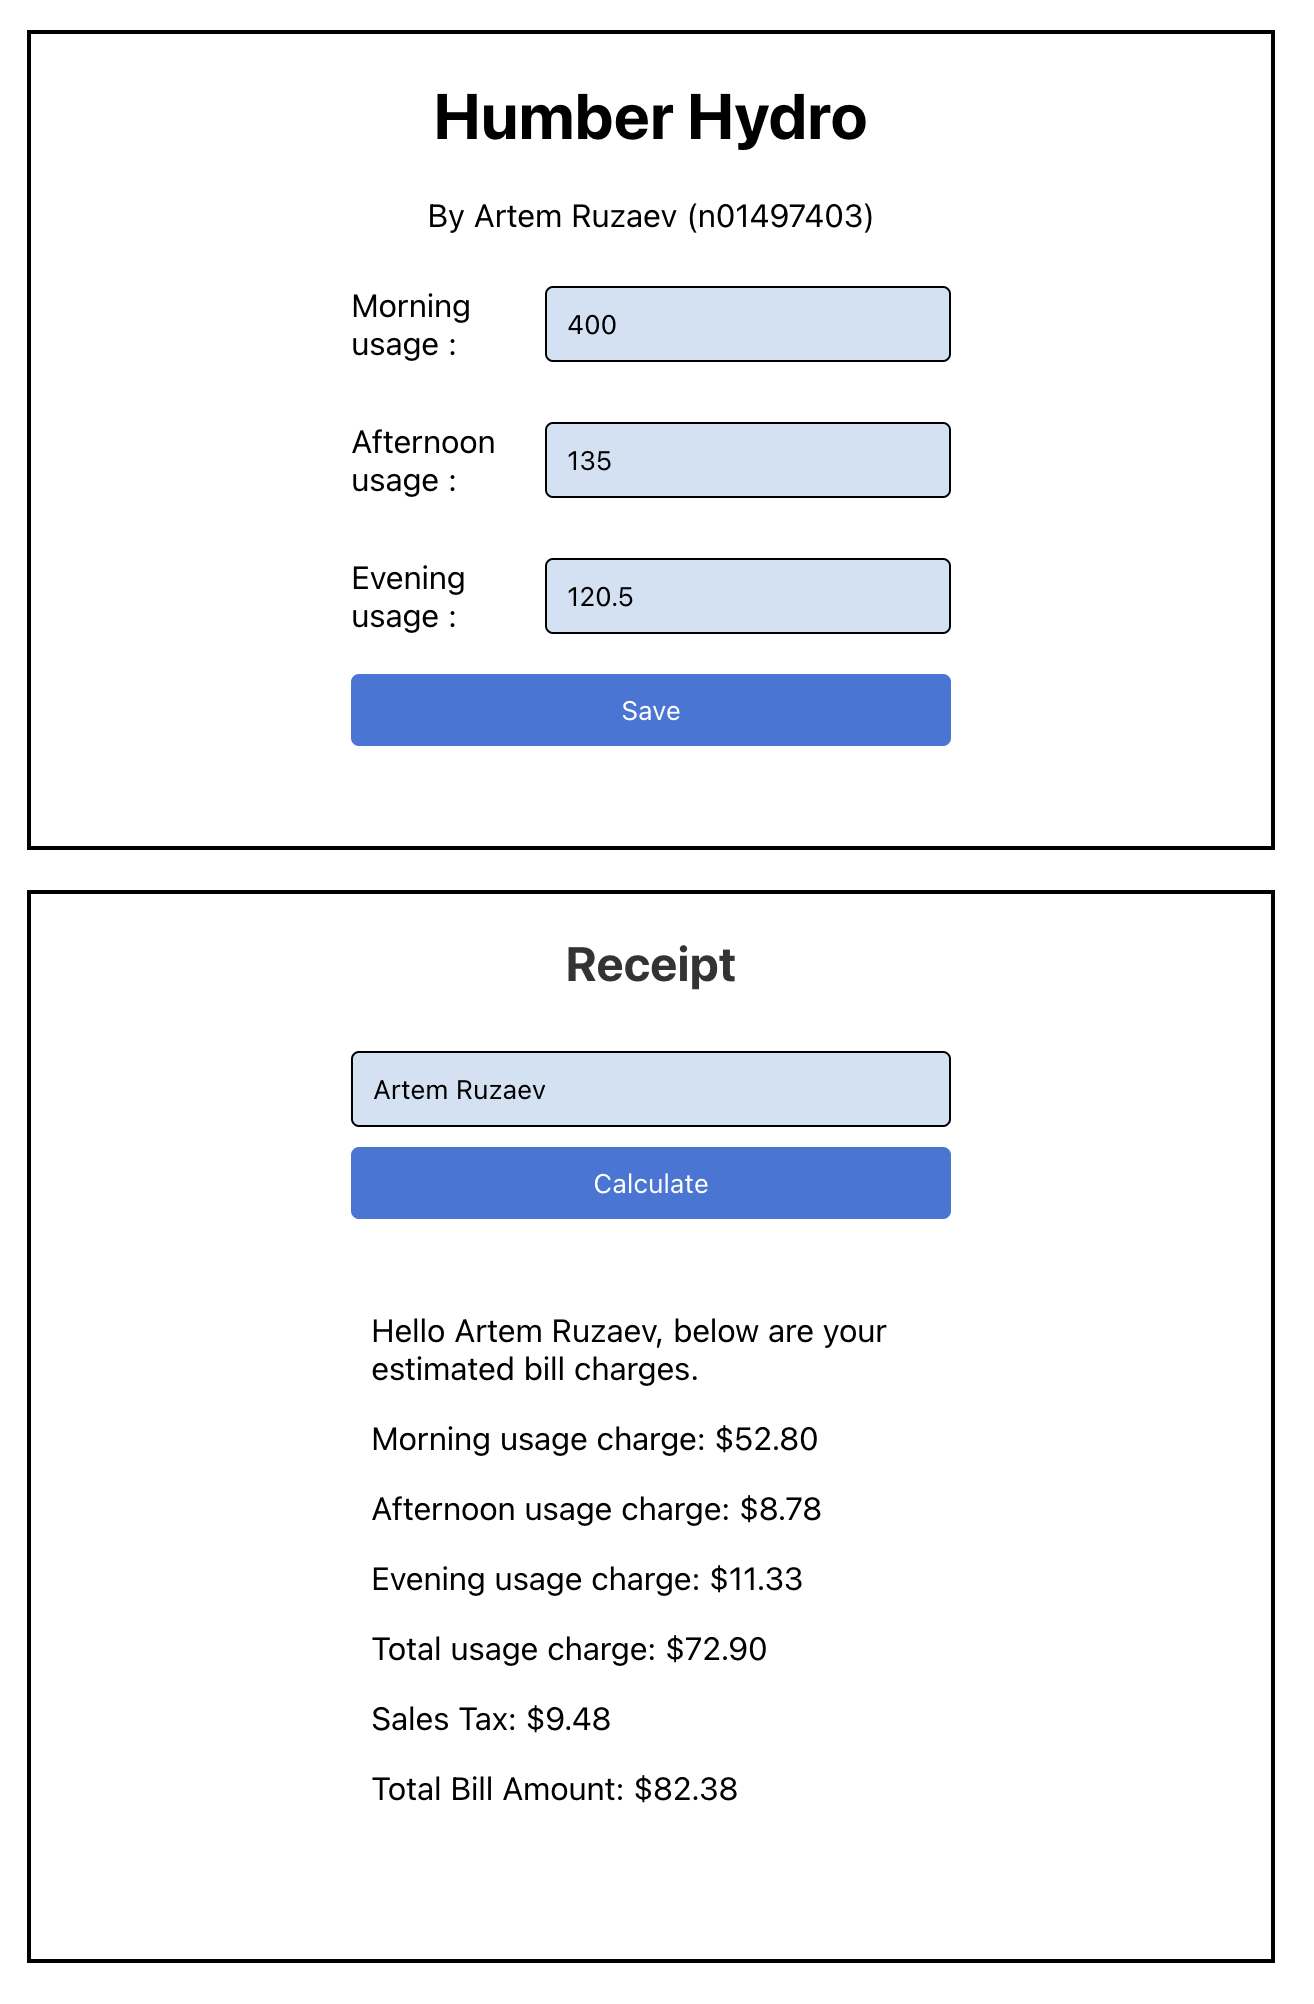 Humber Hydro
By Artem Ruzaev (n01497403)
Morning
usage :
400
Afternoon
usage :
135
Evening
usage :
120.5
Save
Receipt
Artem Ruzaev
Calculate
Hello Artem Ruzaev, below are your
estimated bill charges.
Morning usage charge: $52.80
Afternoon usage charge: $8.78
Evening usage charge: $11.33
Total usage charge: $72.90
Sales Tax: $9.48
Total Bill Amount: $82.38